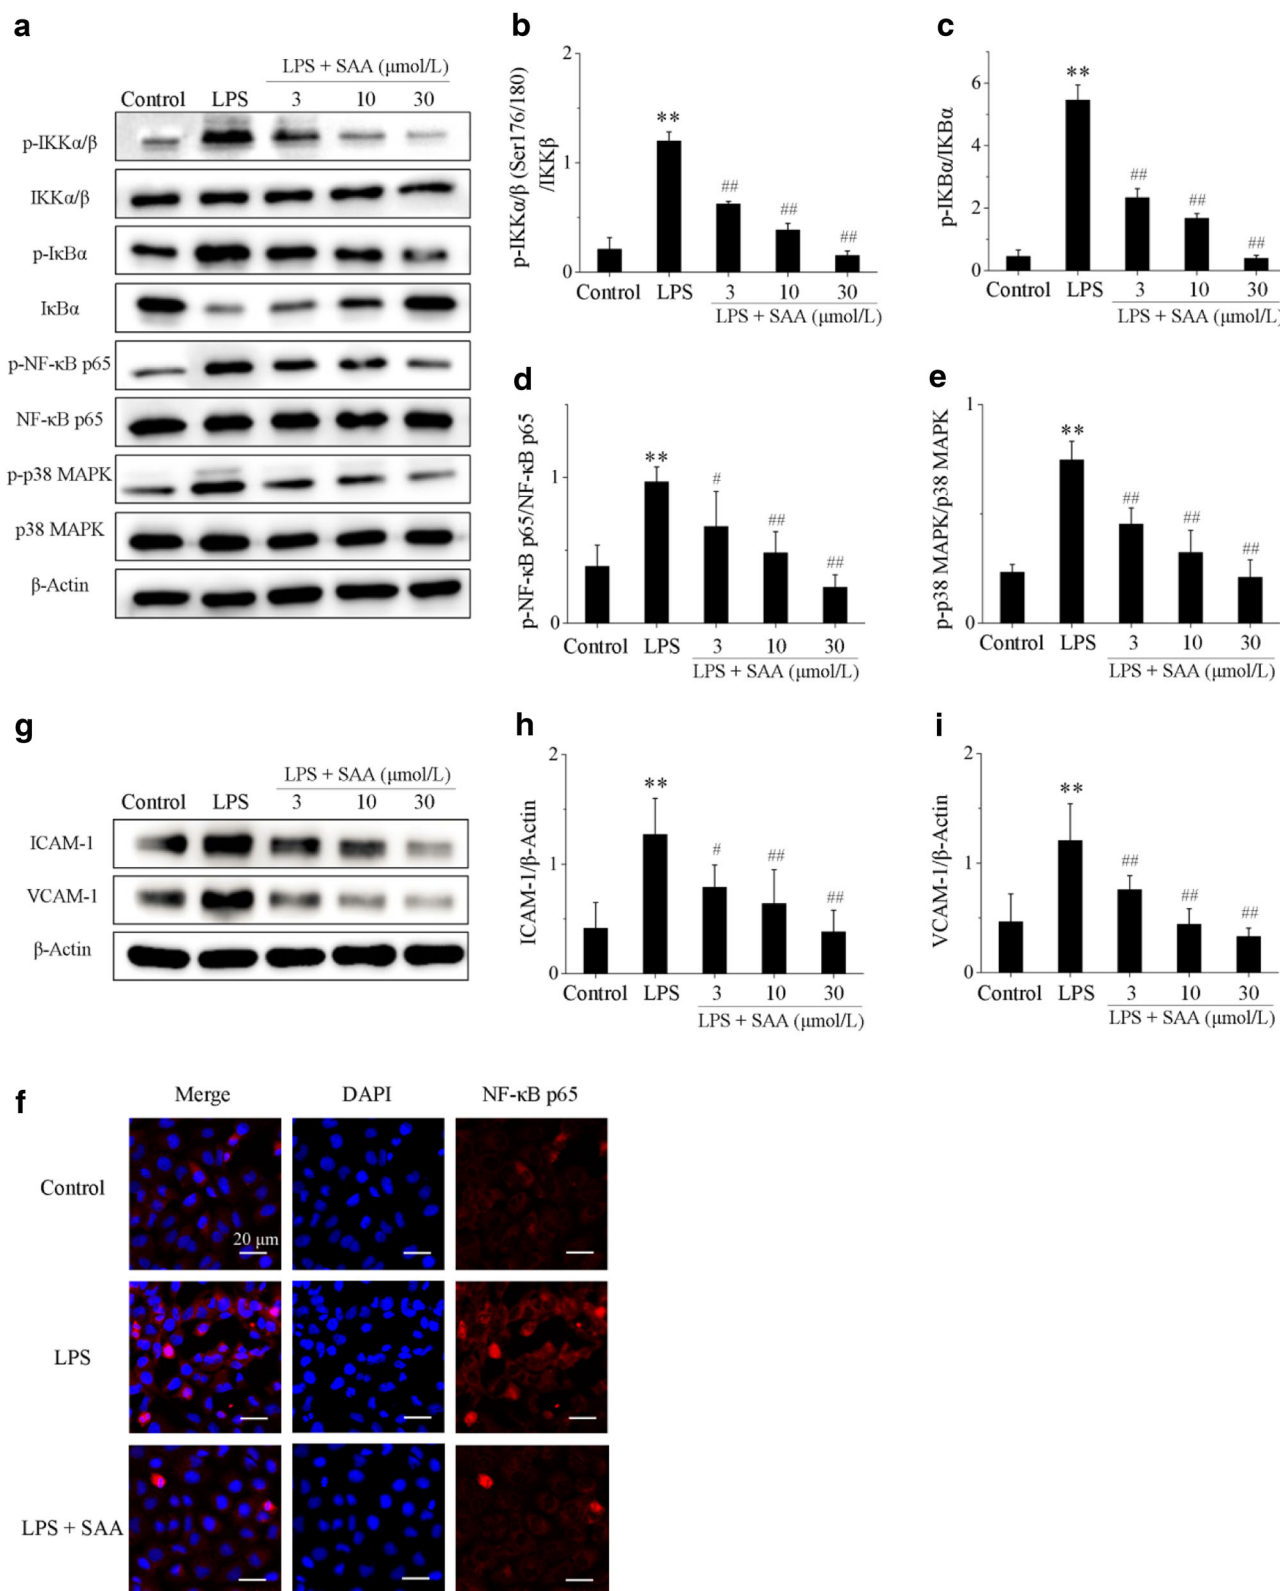 a
LPS + SAA (μmol/L)
Control LPS 3 10 30
p-IKKα/β
IKKα/β
p-IκBα
IκBα
p-NF-κB p65
NF-κB p65
p-p38 MAPK
p38 MAPK
β-Actin
b
p-IKKα/β (Ser176/180)
/IKKβ
2
1
0
**
##
##
##
Control LPS 3 10 30
LPS + SAA (μmol/L)
c
p-IKBα/IKBα
6
4
2
0
**
##
##
##
Control LPS 3 10 30
LPS + SAA (μmol/L)
d
p-NF-κB p65/NF-κB p65
1
0
**
#
##
##
Control LPS 3 10 30
LPS + SAA (μmol/L)
e
p-p38 MAPK/p38 MAPK
1
0
**
##
##
##
Control LPS 3 10 30
LPS + SAA (μmol/L)
g
LPS + SAA (μmol/L)
Control LPS 3 10 30
ICAM-1
VCAM-1
β-Actin
h
ICAM-1/β-Actin
2
1
0
**
#
##
##
Control LPS 3 10 30
LPS + SAA (μmol/L)
i
VCAM-1/β-Actin
2
1
0
**
##
##
##
Control LPS 3 10 30
LPS + SAA (μmol/L)
f
Merge DAPI NF-κB p65
Control
20 μm
LPS
LPS + SAA